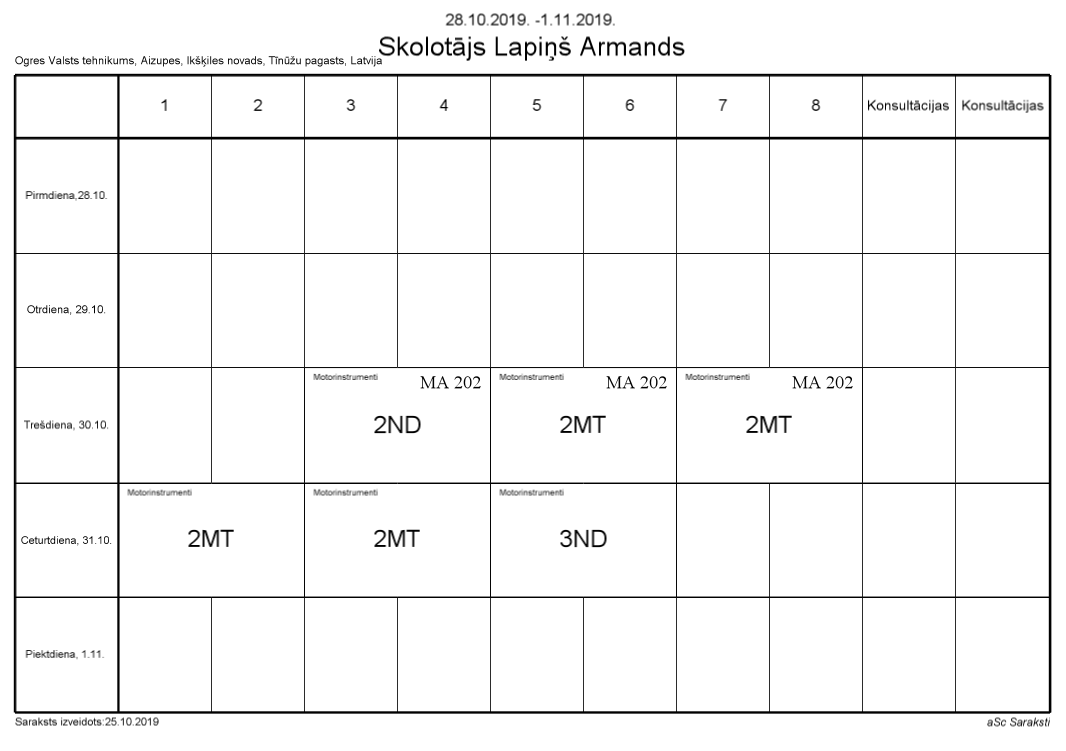 28.10.2019. -1.11.2019.
Skolotājs Lapiņš Armands
Ogres Valsts tehnikums, Aizupes, Ikšķiles novads, Tīnūžu pagasts, Latvija
1 2 3 4 5 6 7 8 Konsultācijas Konsultācijas
Pirmdiena,28.10.
Otrdiena, 29.10.
Motorinstrumenti MA 202 Motorinstrumenti MA 202 Motorinstrumenti MA 202
Trešdiena, 30.10. 2ND 2MT 2MT
Motorinstrumenti Motorinstrumenti Motorinstrumenti
Ceturtdiena, 31.10. 2MT 2MT 3ND
Piektdiena, 1.11.
Saraksts izveidots:25.10.2019 aSc Saraksti